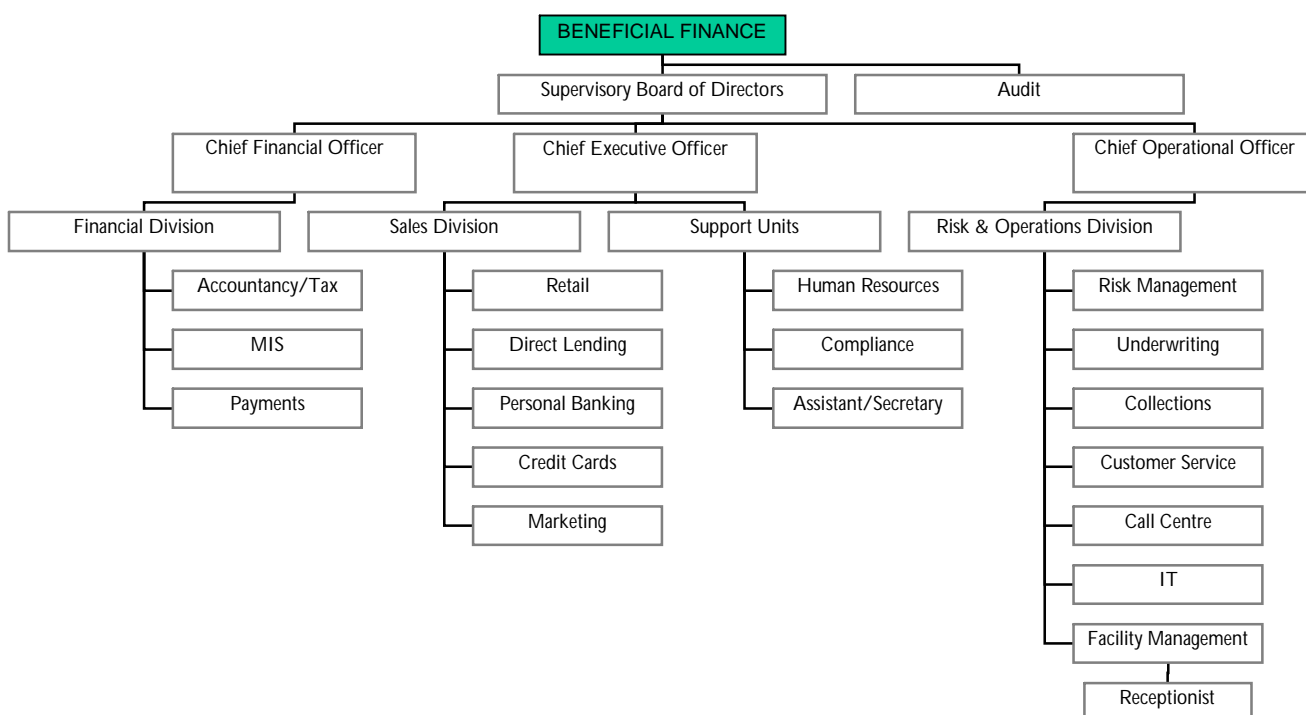 BENEFICIAL FINANCE
Supervisory Board of Directors
Audit
Chief Financial Officer
Chief Executive Officer
Chief Operational Officer
Financial Division
Sales Division
Support Units
Risk & Operations Division
Accountancy/Tax
Retail
Human Resources
Risk Management
MIS
Direct Lending
Compliance
Underwriting
Payments
Personal Banking
Assistant/Secretary
Collections
Credit Cards
Customer Service
Marketing
Call Centre
IT
Facility Management
Receptionist